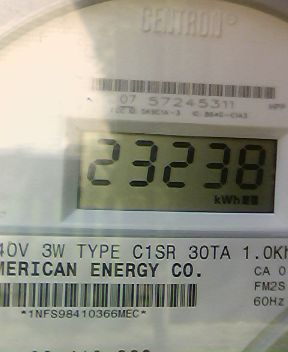 CENTRON®
07 57245311
23238
kWh
40V 3W TYPE C1SR 30TA 1.0Kh
MERICAN ENERGY CO.
CA 0
FM2S
60Hz
*1NFS98410366MEC*